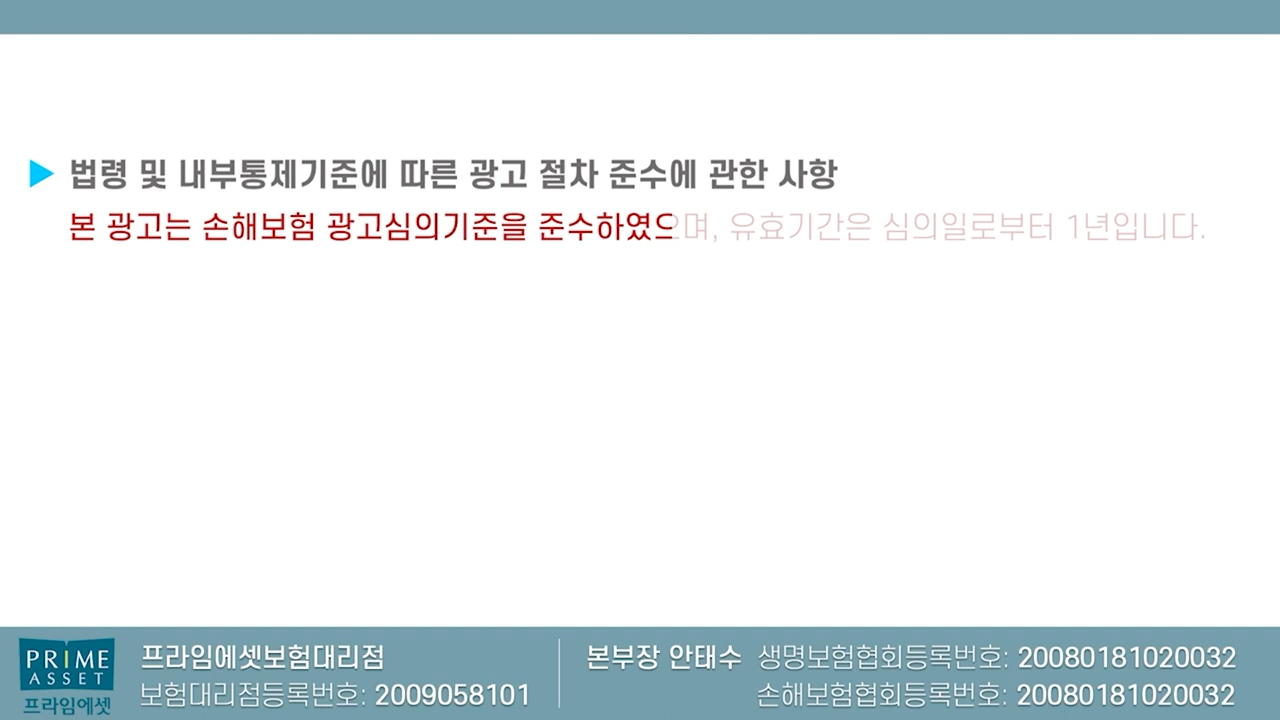 ▶ 법령 및 내부통제기준에 따른 광고 절차 준수에 관한 사항
본 광고는 손해보험 광고심의기준을 준수하였으며, 유효기간은 심의일로부터 1년입니다.
PRIME
ASSET
프라임에셋
프라임에셋보험대리점
보험대리점등록번호: 2009058101
본부장 안태수 생명보험협회등록번호: 20080181020032
손해보험협회등록번호: 20080181020032